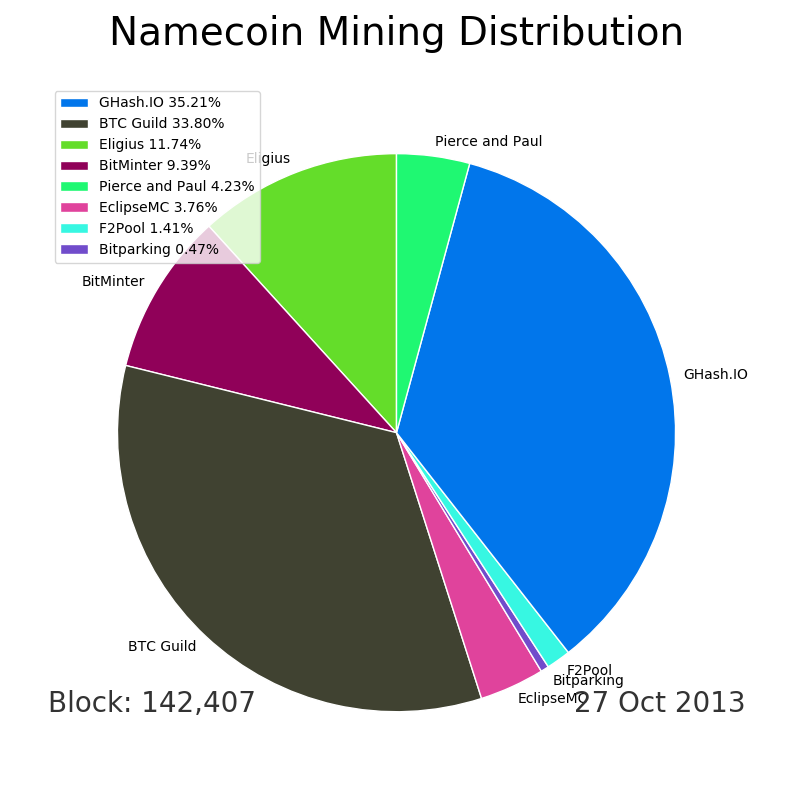 Namecoin Mining Distribution
GHash.IO 35.21%
BTC Guild 33.80%
Eligius 11.74%
BitMinter 9.39%
Pierce and Paul 4.23%
EclipseMC 3.76%
F2Pool 1.41%
Bitparking 0.47%
Pierce and Paul
Eligius
BitMinter
GHash.IO
BTC Guild
F2Pool
Bitparking
EclipseMC
Block: 142,407
27 Oct 2013